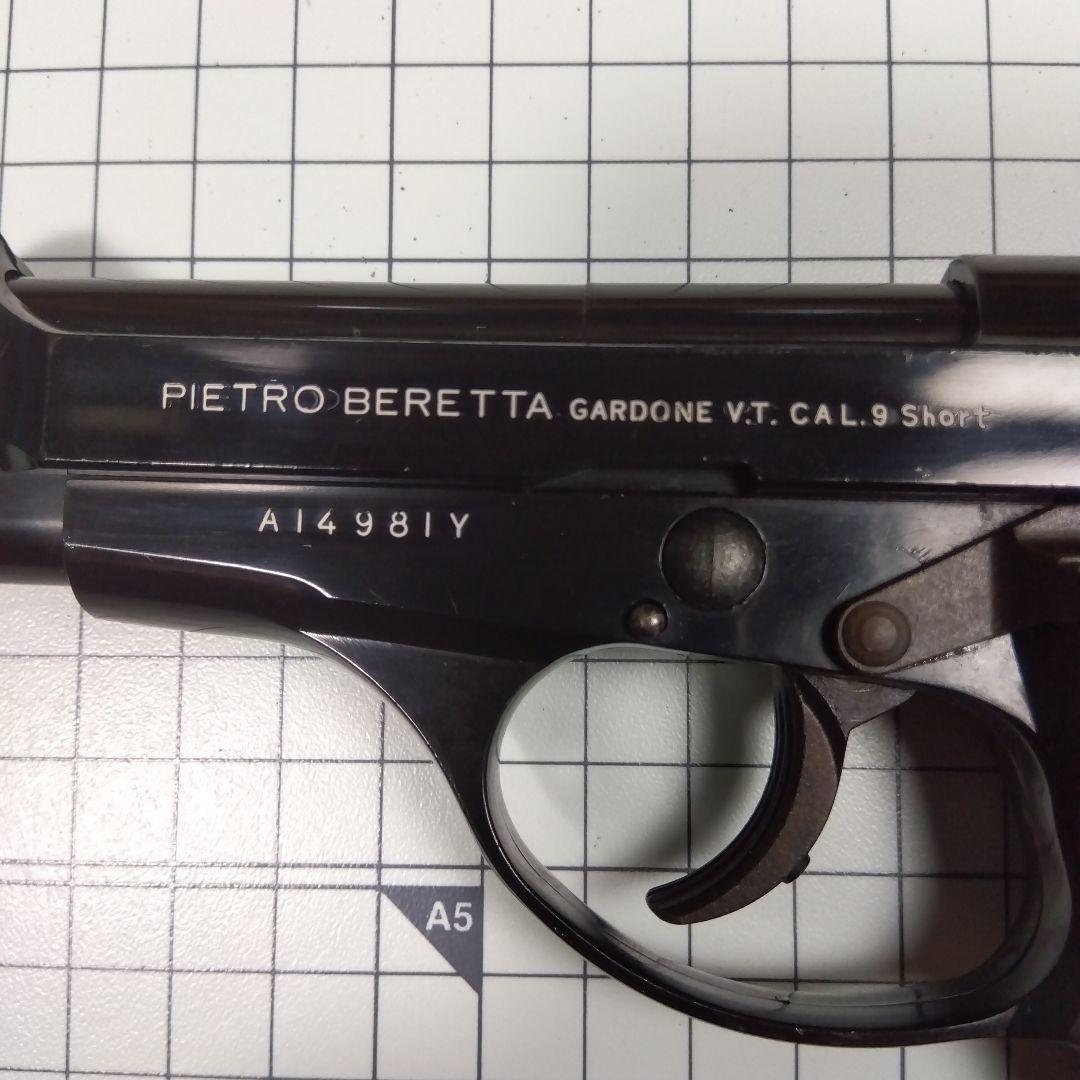 PIETRO BERETTA GARDONE V.T. CAL.9 Short
A14981Y
A5